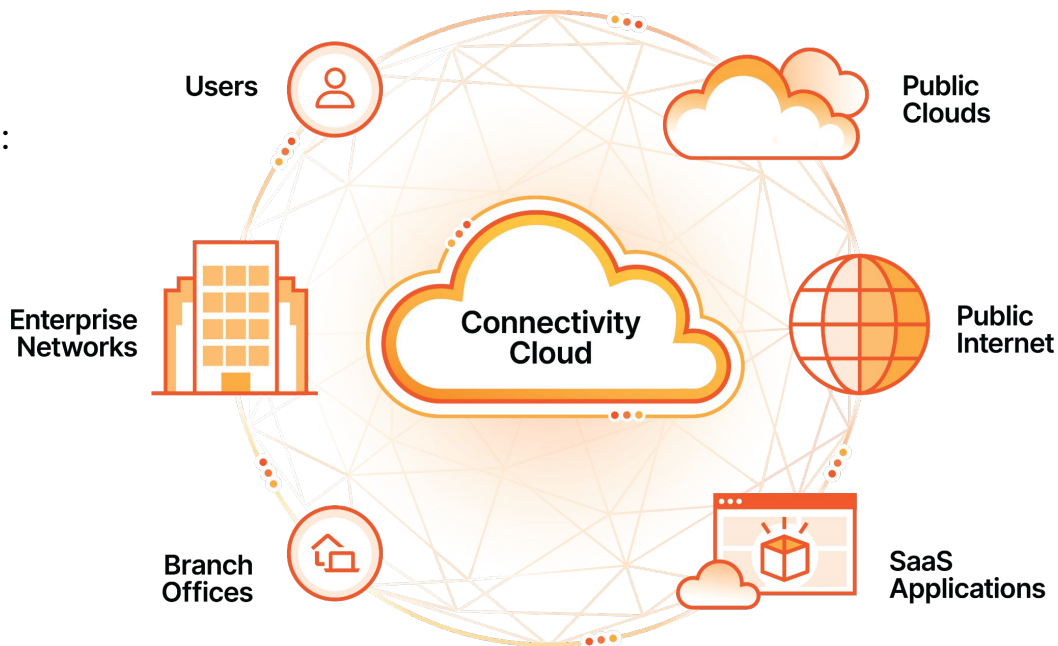 Users
Public
Clouds
:
Connectivity
Cloud
Enterprise
Networks
Public
Internet
Branch
Offices
SaaS
Applications